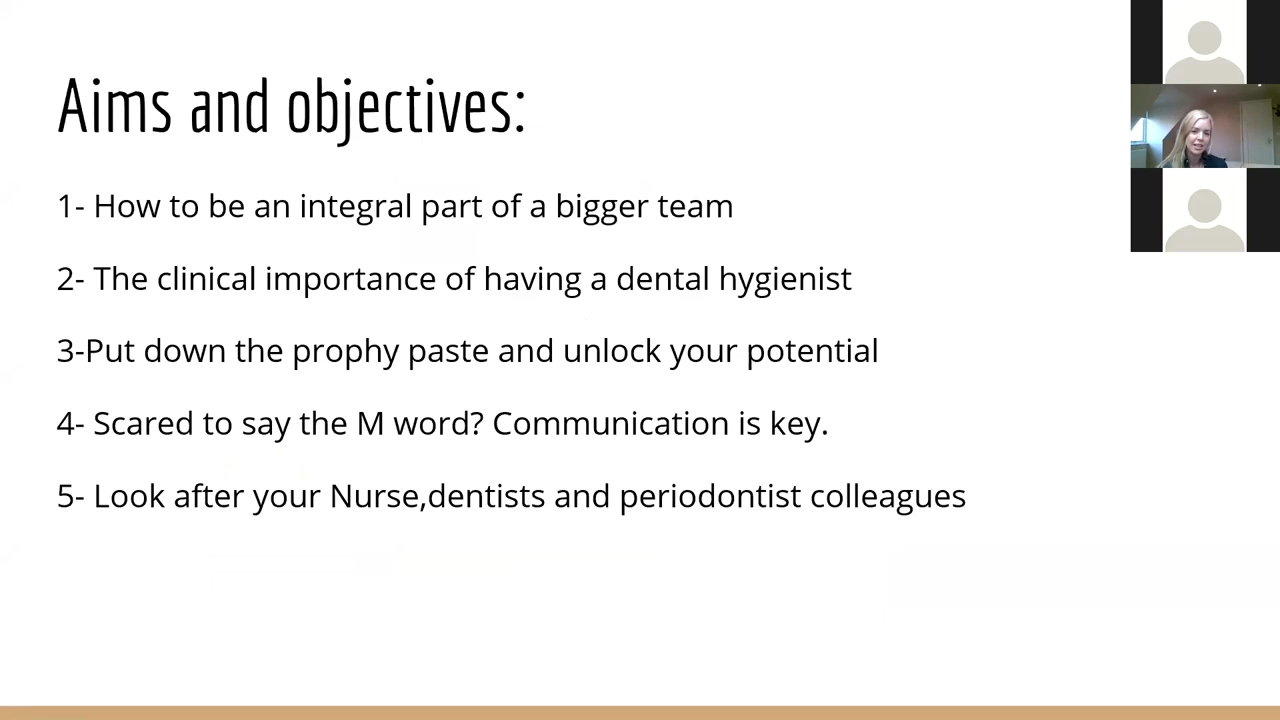 Aims and objectives:
1- How to be an integral part of a bigger team
2- The clinical importance of having a dental hygienist
3-Put down the prophy paste and unlock your potential
4- Scared to say the M word? Communication is key.
5- Look after your Nurse,dentists and periodontist colleagues